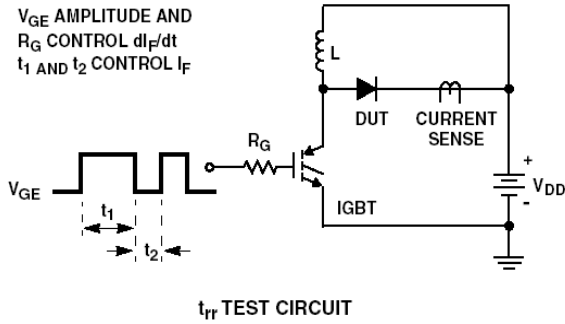 VGE AMPLITUDE AND
RG CONTROL dIF/dt
t1 AND t2 CONTROL IF
L
DUT
CURRENT
SENSE
RG
VGE
t1
t2
IGBT
+
VDD
-
trr TEST CIRCUIT